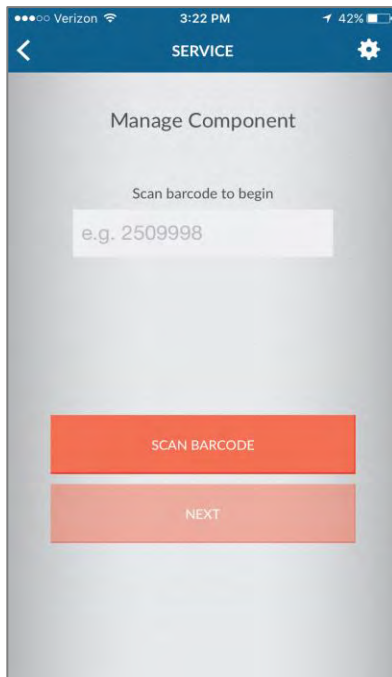 Verizon 3:22 PM 42%
SERVICE
Manage Component
Scan barcode to begin
e.g. 2509998
SCAN BARCODE
NEXT